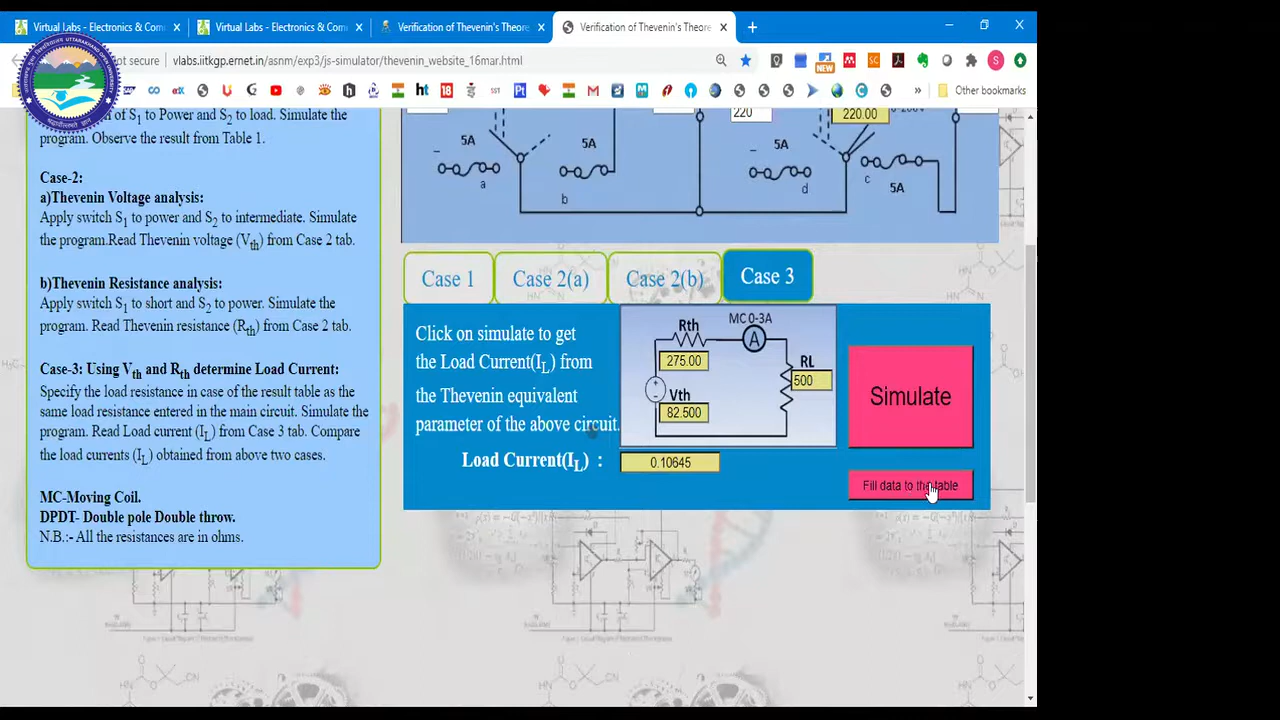 Virtual Labs - Electronics & Com
Virtual Labs - Electronics & Com
Verification of Thevenin's Theore
Verification of Thevenin's Theore
ot secure
vlabs.iitkgp.ernet.in/asnm/exp3/js-simulator/thevenin_website_16mar.html
Other bookmarks
of S1 to Power and S2 to load. Simulate the
program. Observe the result from Table 1.
Case-2:
a)Thevenin Voltage analysis:
Apply switch S1 to power and S2 to intermediate. Simulate
the program.Read Thevenin voltage (Vth) from Case 2 tab.
b)Thevenin Resistance analysis:
Apply switch S1 to short and S2 to power. Simulate the
program. Read Thevenin resistance (Rth) from Case 2 tab.
Case-3: Using Vth and Rth determine Load Current:
Specify the load resistance in case of the result table as the
same load resistance entered in the main circuit. Simulate the
program. Read Load current (IL) from Case 3 tab. Compare
the load currents (IL) obtained from above two cases.
MC-Moving Coil.
DPDT- Double pole Double throw.
N.B.:- All the resistances are in ohms.
220
220.00
5A
5A
5A
5A
a
b
c
d
Case 1
Case 2(a)
Case 2(b)
Case 3
Click on simulate to get
the Load Current(IL) from
the Thevenin equivalent
parameter of the above circuit.
Rth
MC 0-3A
A
275.00
RL
500
Vth
82.500
Simulate
Load Current(IL) :
0.10645
Fill data to the table